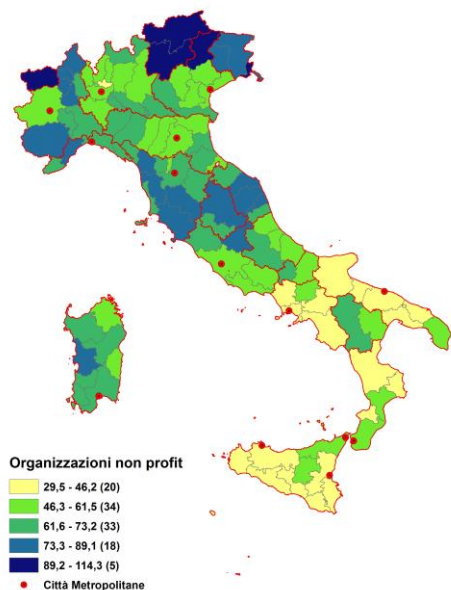 Organizzazioni non profit
29,5 - 46,2 (20)
46,3 - 61,5 (34)
61,6 - 73,2 (33)
73,3 - 89,1 (18)
89,2 - 114,3 (5)
Città Metropolitane